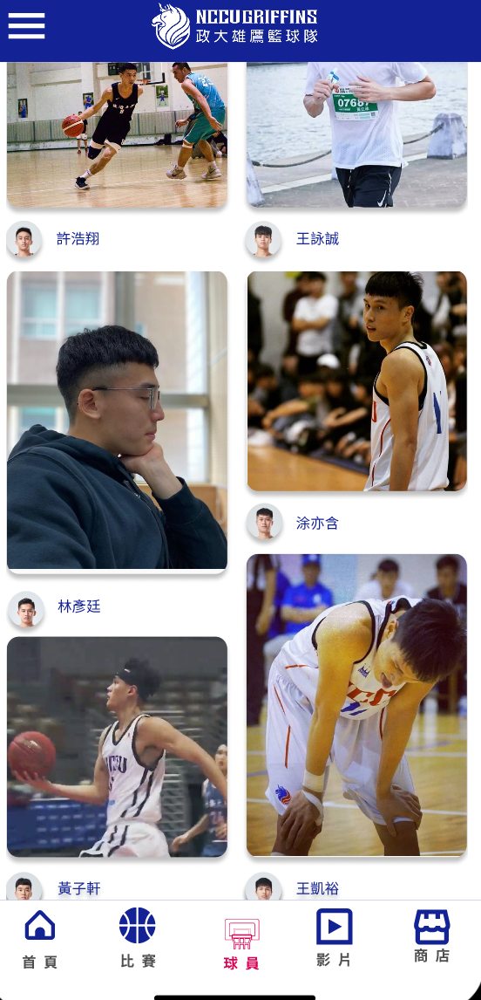 NCCU GRIFFINS
政大雄鷹籃球隊
許浩翔
王詠誠
林彥廷
涂亦含
黃子軒
王凱裕
首頁
比賽
球員
影片
商店